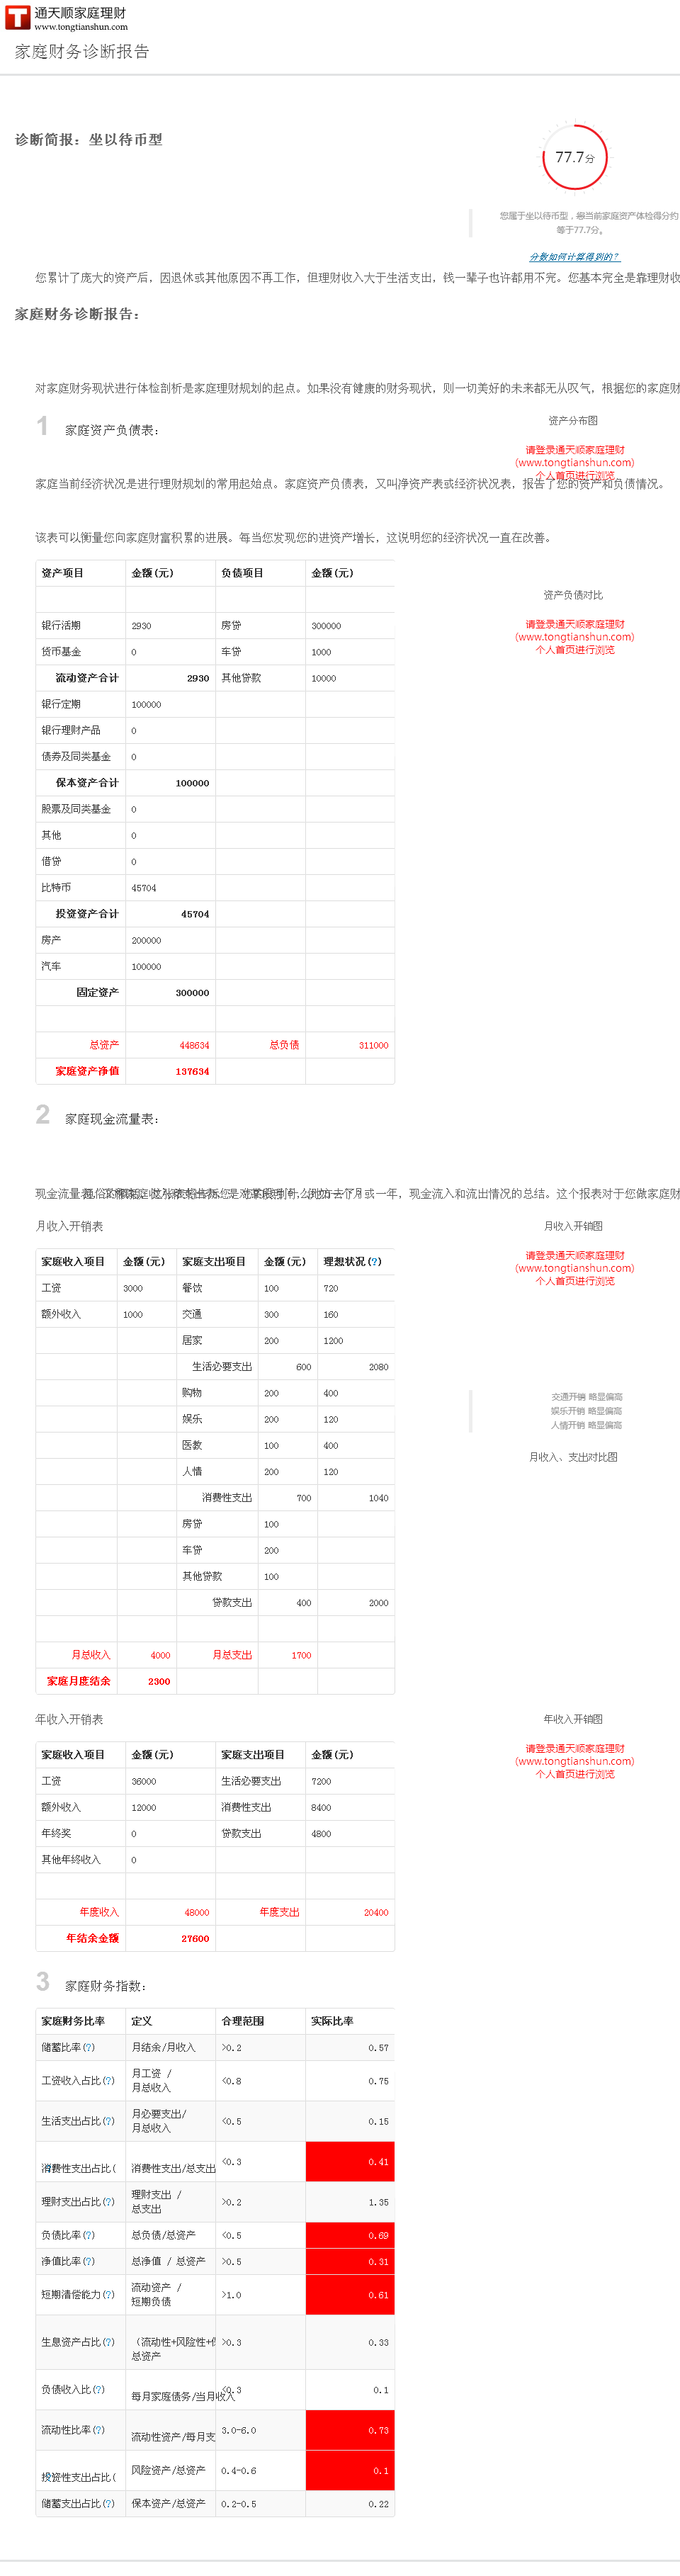 通天顺家庭理财
www.tongtianshun.com
家庭财务诊断报告
诊断简报：坐以待币型
77.7分
您属于坐以待币型，您当前家庭资产体检得分约
等于77.7分。
分数如何计算得到的？
您累计了庞大的资产后，因退休或其他原因不再工作，但理财收入大于生活支出，钱一辈子也许都用不完。您基本完全是靠理财收
家庭财务诊断报告：
对家庭财务现状进行体检剖析是家庭理财规划的起点。如果没有健康的财务现状，则一切美好的未来都无从叹气，根据您的家庭财
1 家庭资产负债表：
资产分布图
请登录通天顺家庭理财
(www.tongtianshun.com)
个人首页进行浏览
家庭当前经济状况是进行理财规划的常用起始点。家庭资产负债表，又叫净资产表或经济状况表，报告了您的资产和负债情况。
该表可以衡量您向家庭财富积累的进展。每当您发现您的进资产增长，这说明您的经济状况一直在改善。
资产项目 金额(元) 负债项目 金额(元)
银行活期 2930 房贷 300000
货币基金 0 车贷 1000
流动资产合计 2930 其他贷款 10000
银行定期 100000
银行理财产品 0
债券及同类基金 0
保本资产合计 100000
股票及同类基金 0
其他 0
借贷 0
比特币 45704
投资资产合计 45704
房产 200000
汽车 100000
固定资产 300000
总资产 448634 总负债 311000
家庭资产净值 137634
资产负债对比
请登录通天顺家庭理财
(www.tongtianshun.com)
个人首页进行浏览
2 家庭现金流量表：
现金流量表
或一年，现金流入和流出情况的总结。这个报表对于您做家庭财
月收入开销表
家庭收入项目 金额(元) 家庭支出项目 金额(元) 理想状况(?)
工资 3000 餐饮 100 720
额外收入 1000 交通 300 160
居家 200 1200
生活必要支出 600 2080
购物 200 400
娱乐 200 120
医教 100 400
人情 200 120
消费性支出 700 1040
房贷 100
车贷 200
其他贷款 100
贷款支出 400 2000
月总收入 4000 月总支出 1700
家庭月度结余 2300
月收入开销图
请登录通天顺家庭理财
(www.tongtianshun.com)
个人首页进行浏览
交通开销 略显偏高
娱乐开销 略显偏高
人情开销 略显偏高
月收入、支出对比图
年收入开销表
家庭收入项目 金额(元) 家庭支出项目 金额(元)
工资 36000 生活必要支出 7200
额外收入 12000 消费性支出 8400
年终奖 0 贷款支出 4800
其他年终收入 0
年度收入 48000 年度支出 20400
年结余金额 27600
年收入开销图
请登录通天顺家庭理财
(www.tongtianshun.com)
个人首页进行浏览
3 家庭财务指数：
家庭财务比率 定义 合理范围 实际比率
储蓄比率(?) 月结余/月收入 >0.2 0.57
工资收入占比(?) 月工资 /
月总收入 <0.8 0.75
生活支出占比(?) 月必要支出/
月总收入 <0.5 0.15
消费性支出占比( 消费性支出/总支出 <0.3 0.41
理财支出占比(?) 理财支出 /
总支出 >0.2 1.35
负债比率(?) 总负债/总资产 <0.5 0.69
净值比率(?) 总净值 / 总资产 >0.5 0.31
短期清偿能力(?) 流动资产 /
短期负债 >1.0 0.61
生息资产占比(?) （流动性+风险性+
总资产 >0.3 0.33
负债收入比(?) 每月家庭债务/当月收入 <0.3 0.1
流动性比率(?) 流动性资产/每月支 3.0-6.0 0.73
投资性支出占比( 风险资产/总资产 0.4-0.6 0.1
储蓄支出占比(?) 保本资产/总资产 0.2-0.5 0.22